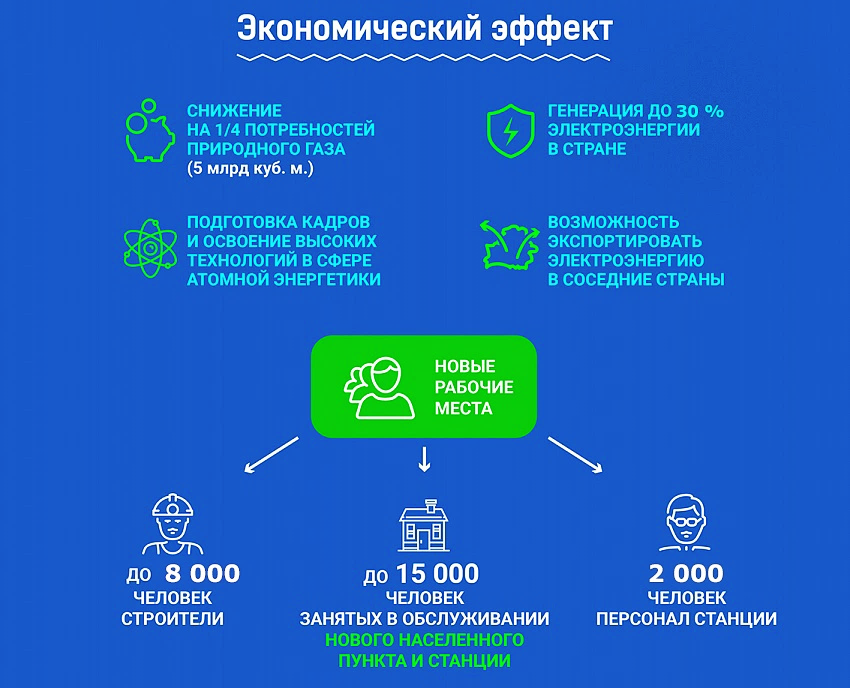 Экономический эффект
СНИЖЕНИЕ
НА 1/4 ПОТРЕБНОСТЕЙ
ПРИРОДНОГО ГАЗА
(5 млрд куб. м.)
ГЕНЕРАЦИЯ ДО 30 %
ЭЛЕКТРОЭНЕРГИИ
В СТРАНЕ
ПОДГОТОВКА КАДРОВ
И ОСВОЕНИЕ ВЫСОКИХ
ТЕХНОЛОГИЙ В СФЕРЕ
АТОМНОЙ ЭНЕРГЕТИКИ
ВОЗМОЖНОСТЬ
ЭКСПОРТИРОВАТЬ
ЭЛЕКТРОЭНЕРГИЮ
В СОСЕДНИЕ СТРАНЫ
НОВЫЕ
РАБОЧИЕ
МЕСТА
ДО 8 000
ЧЕЛОВЕК
СТРОИТЕЛИ
ДО 15 000
ЧЕЛОВЕК
ЗАНЯТЫХ В ОБСЛУЖИВАНИИ
НОВОГО НАСЕЛЕННОГО
ПУНКТА И СТАНЦИИ
2 000
ЧЕЛОВЕК
ПЕРСОНАЛ СТАНЦИИ